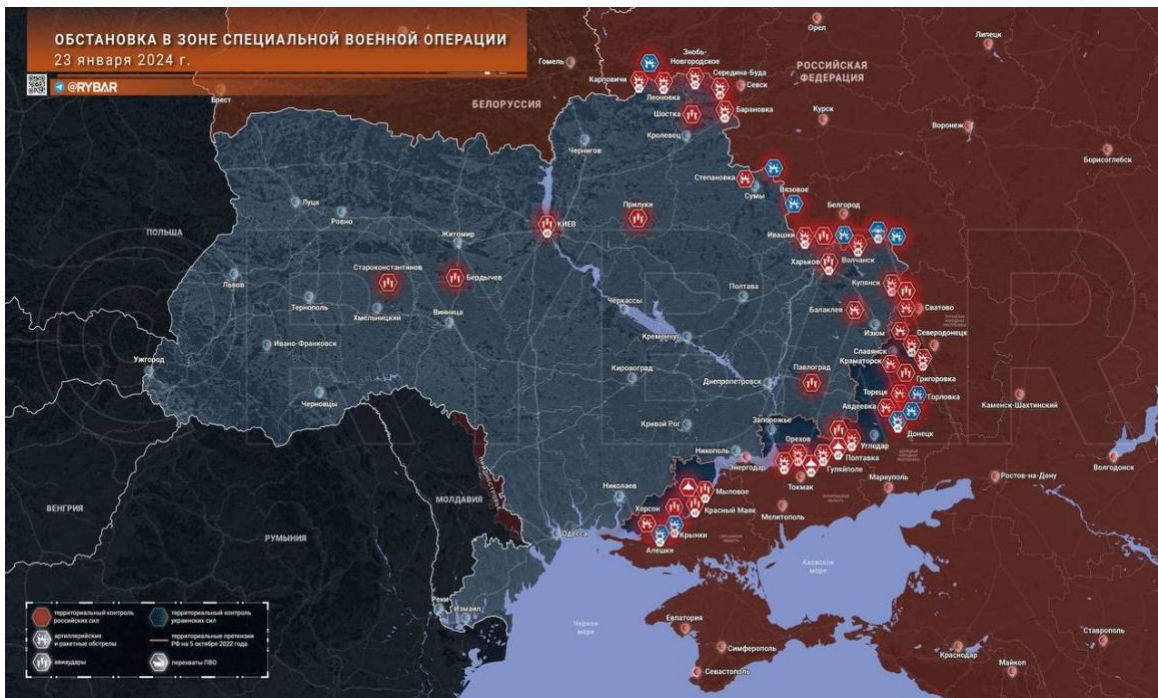 ОБСТАНОВКА В ЗОНЕ СПЕЦИАЛЬНОЙ ВОЕННОЙ ОПЕРАЦИИ
23 января 2024 г.
@RYBAR
Брест
Гомель
БЕЛОРУССИЯ
Карповичи
Знобь-
Новгородское
Середина-Буда
Севск
Леоновка
Шостка
Барановка
Кролевец
Чернигов
Орел
Липецк
РОССИЙСКАЯ
ФЕДЕРАЦИЯ
Курск
Воронеж
Борисоглебск
Степановка
Сумы
Вязовое
Белгород
ПОЛЬША
Луцк
Ровно
Житомир
КИЕВ
Прилуки
Ивашки
Харьков
Волчанск
Львов
Староконстантинов
Бердычев
Тернополь
Хмельницкий
Винница
Черкассы
Полтава
Купянск
Балаклея
Сватово
Изюм
Северодонецк
Ивано-Франковск
Ужгород
Кременчуг
Славянск
Краматорск
Григоровка
Черновцы
Кировоград
Днепропетровск
Павлоград
Торецк
Горловка
Авдеевка
Донецк
Каменск-Шахтинский
Кривой Рог
Запорожье
Орехов
Угледар
Полтавка
Гуляйполе
Никополь
Энергодар
Токмак
Мариуполь
Ростов-на-Дону
Волгодонск
МОЛДАВИЯ
Николаев
Мыловое
Херсон
Красный Маяк
Мелитополь
ВЕНГРИЯ
РУМЫНИЯ
Одесса
Алешки
Крынки
Азовское
море
Рени
Измаил
Черное
море
Евпатория
Симферополь
Севастополь
Краснодар
Ставрополь
Майкоп
территориальный контроль
российских сил
территориальный контроль
украинских сил
артиллерийские
и ракетные обстрелы
территориальные претензии
РФ на 5 октября 2022 года
авиаудары
перехваты ПВО